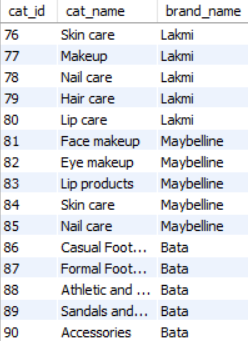 cat_id cat_name brand_name
76 Skin care Lakmi
77 Makeup Lakmi
78 Nail care Lakmi
79 Hair care Lakmi
80 Lip care Lakmi
81 Face makeup Maybelline
82 Eye makeup Maybelline
83 Lip products Maybelline
84 Skin care Maybelline
85 Nail care Maybelline
86 Casual Foot... Bata
87 Formal Foot... Bata
88 Athletic and ... Bata
89 Sandals and... Bata
90 Accessories Bata